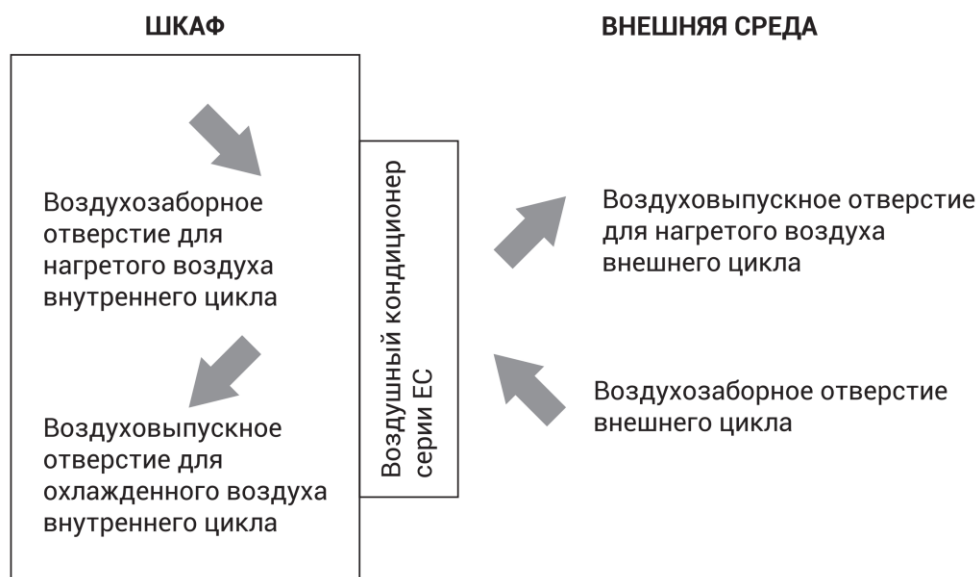 ШКАФ
ВНЕШНЯЯ СРЕДА
Воздухозаборное
отверстие для
нагретого воздуха
внутреннего цикла
Воздуховыпускное
отверстие для
охлажденного воздуха
внутреннего цикла
Воздушный кондиционер
серии ЕС
Воздуховыпускное отверстие
для нагретого воздуха
внешнего цикла
Воздухозаборное отверстие
внешнего цикла